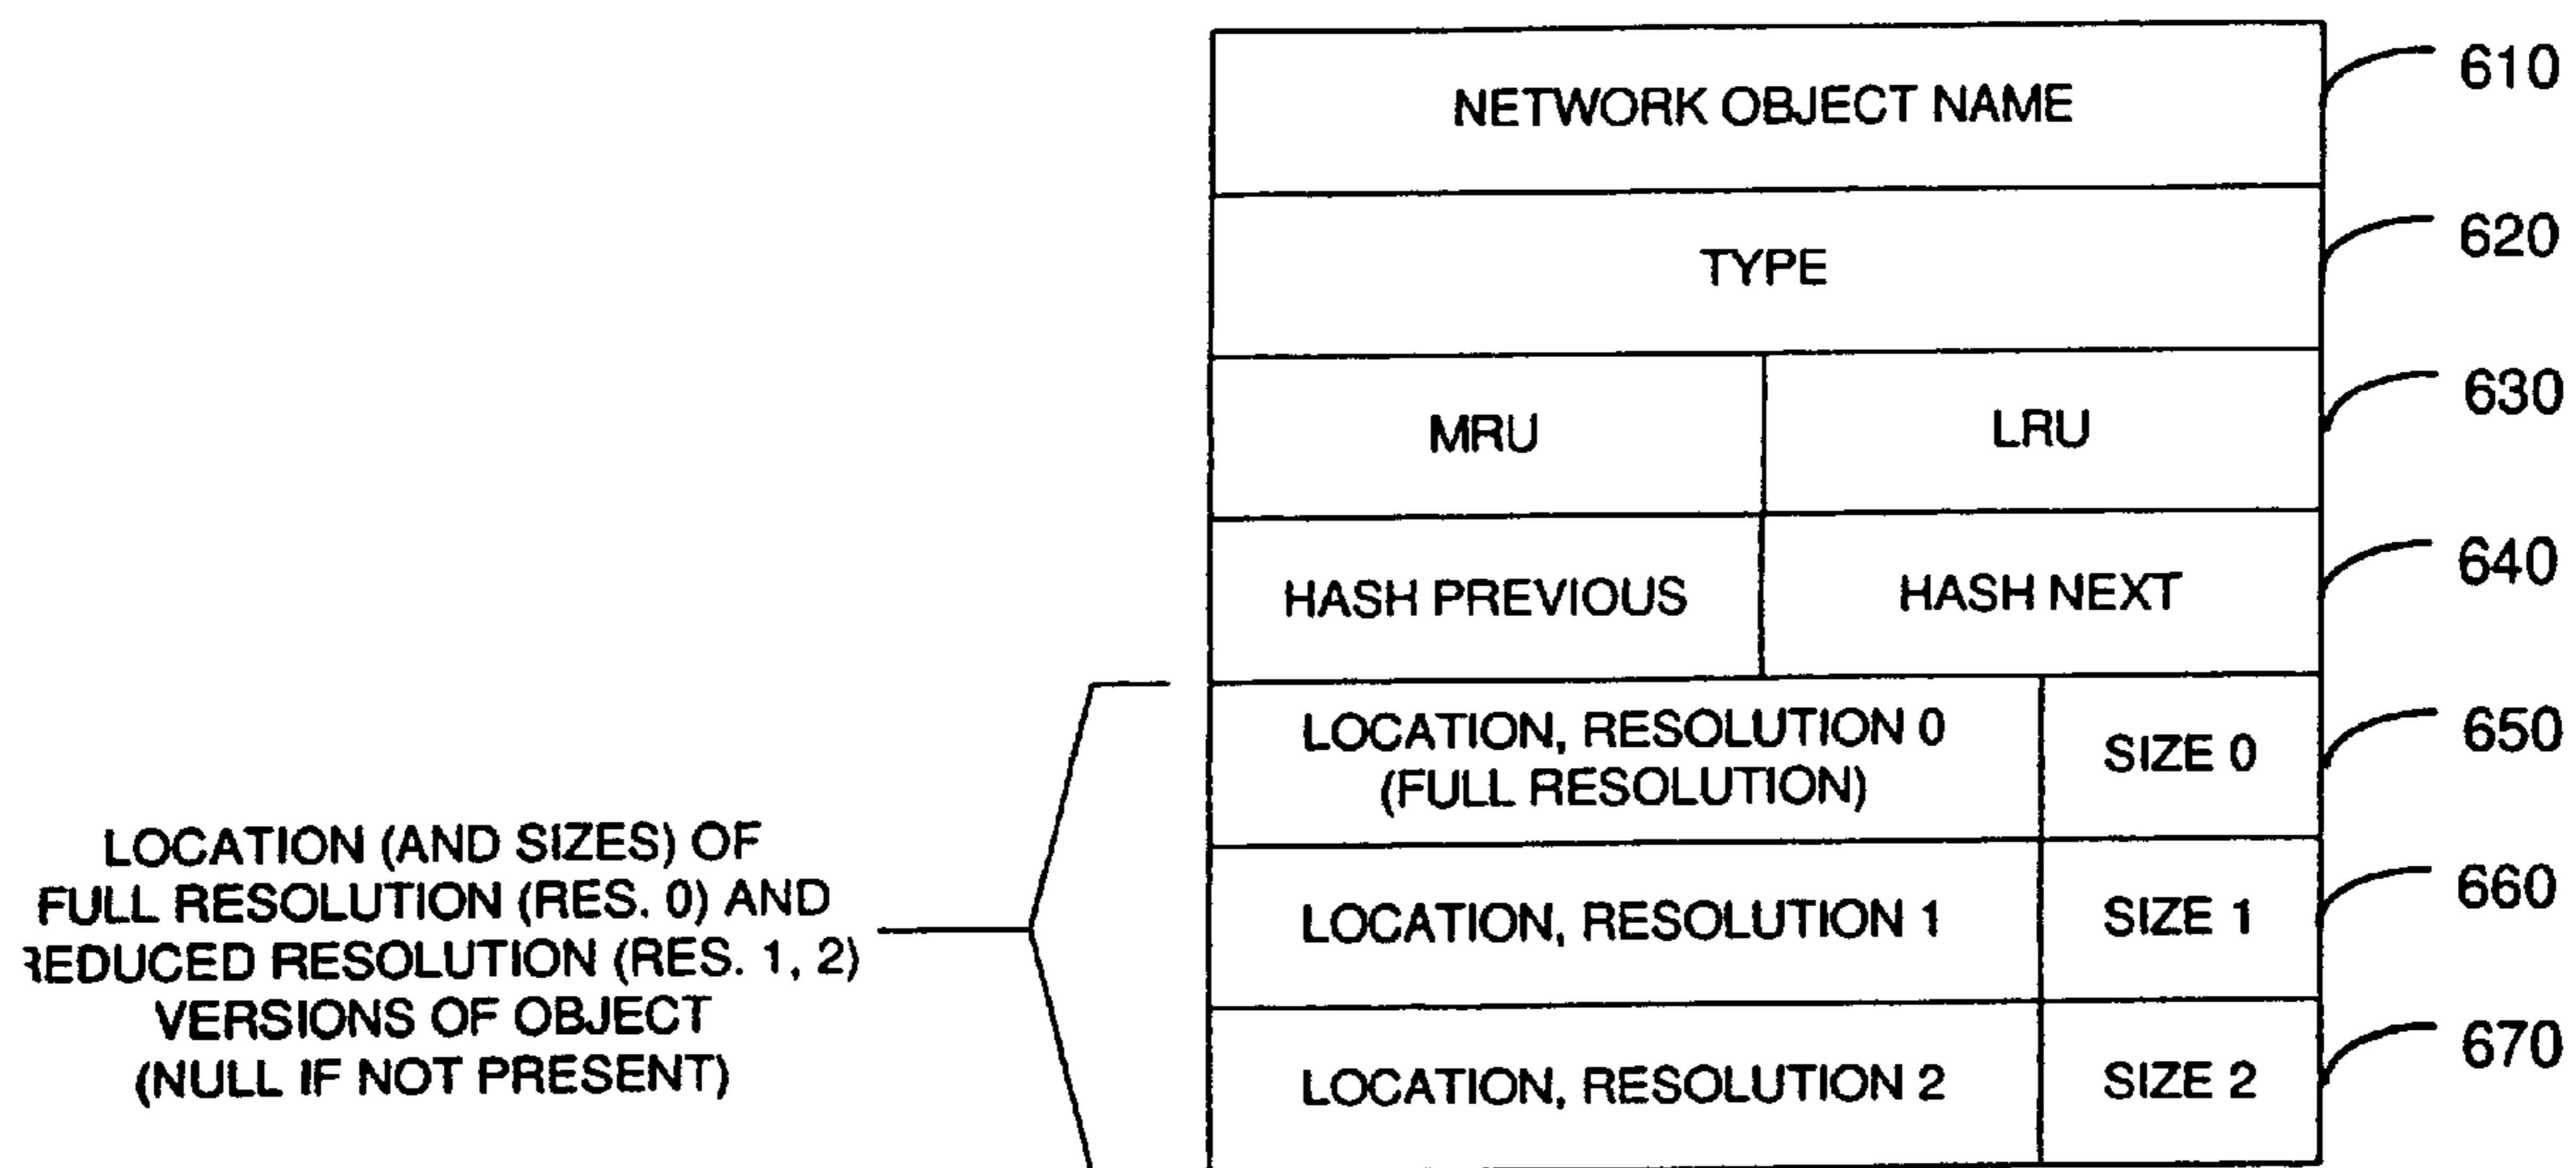 NETWORK OBJECT NAME 610
TYPE 620
MRU LRU 630
HASH PREVIOUS HASH NEXT 640
LOCATION, RESOLUTION 0
(FULL RESOLUTION) SIZE 0 650
LOCATION, RESOLUTION 1 SIZE 1 660
LOCATION, RESOLUTION 2 SIZE 2 670
LOCATION (AND SIZES) OF
FULL RESOLUTION (RES. 0) AND
REDUCED RESOLUTION (RES. 1, 2)
VERSIONS OF OBJECT
(NULL IF NOT PRESENT)